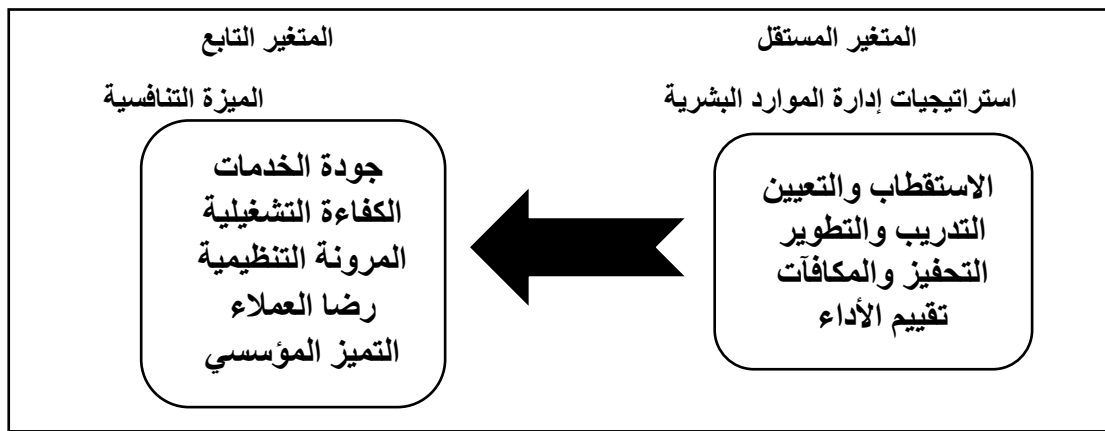 المتغير المستقل
استراتيجيات إدارة الموارد البشرية
الاستقطاب والتعيين
التدريب والتطوير
التحفيز والمكافآت
تقييم الأداء
المتغير التابع
الميزة التنافسية
جودة الخدمات
الكفاءة التشغيلية
المرونة التنظيمية
رضا العملاء
التميز المؤسسي